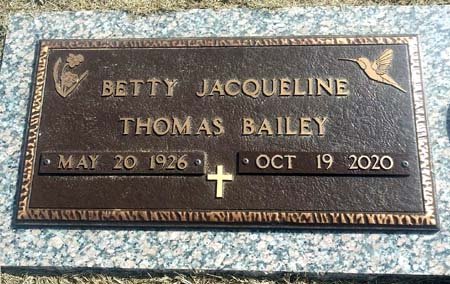 BETTY JACQUELINE
THOMAS BAILEY
MAY 20 1926 OCT 19 2020